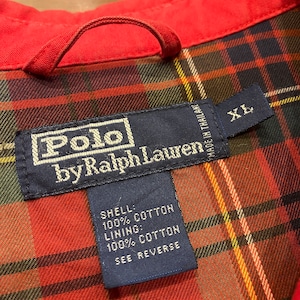 Polo
by Ralph Lauren
MADE IN THAILAND
XL
SHELL:
100% COTTON
LINING:
100% COTTON
SEE REVERSE